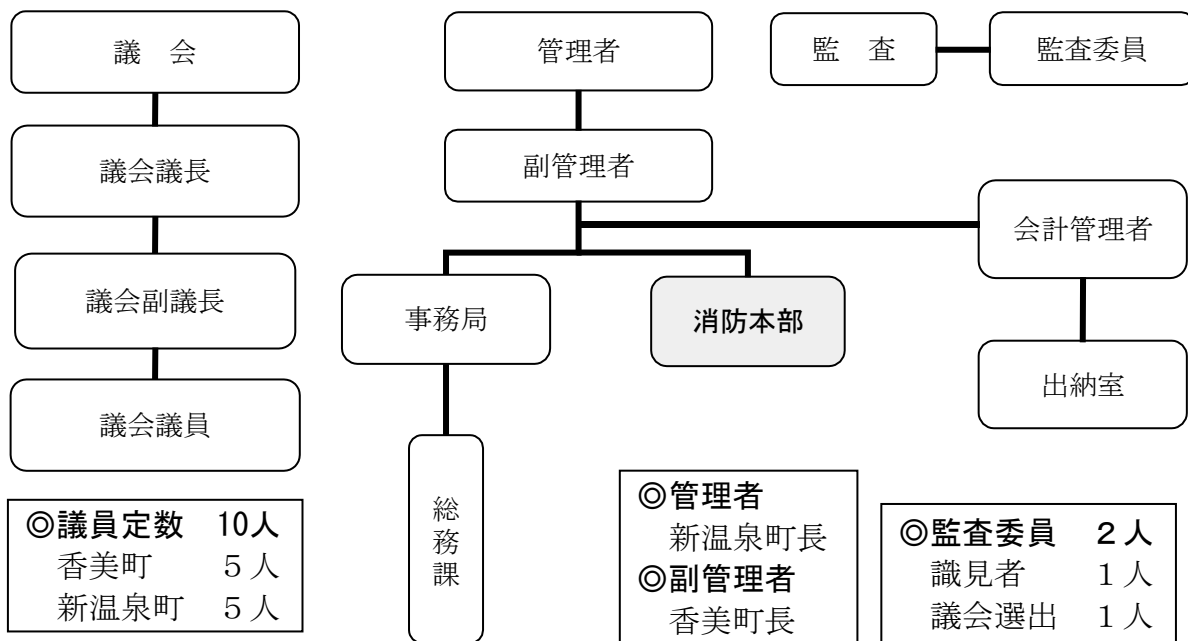 議　会
議会議長
議会副議長
議会議員
◎議員定数　10人
香美町　５人
新温泉町　５人
管理者
副管理者
事務局
消防本部
総務課
◎管理者
新温泉町長
◎副管理者
香美町長
監　査
監査委員
会計管理者
出納室
◎監査委員　２人
識見者　１人
議会選出　１人